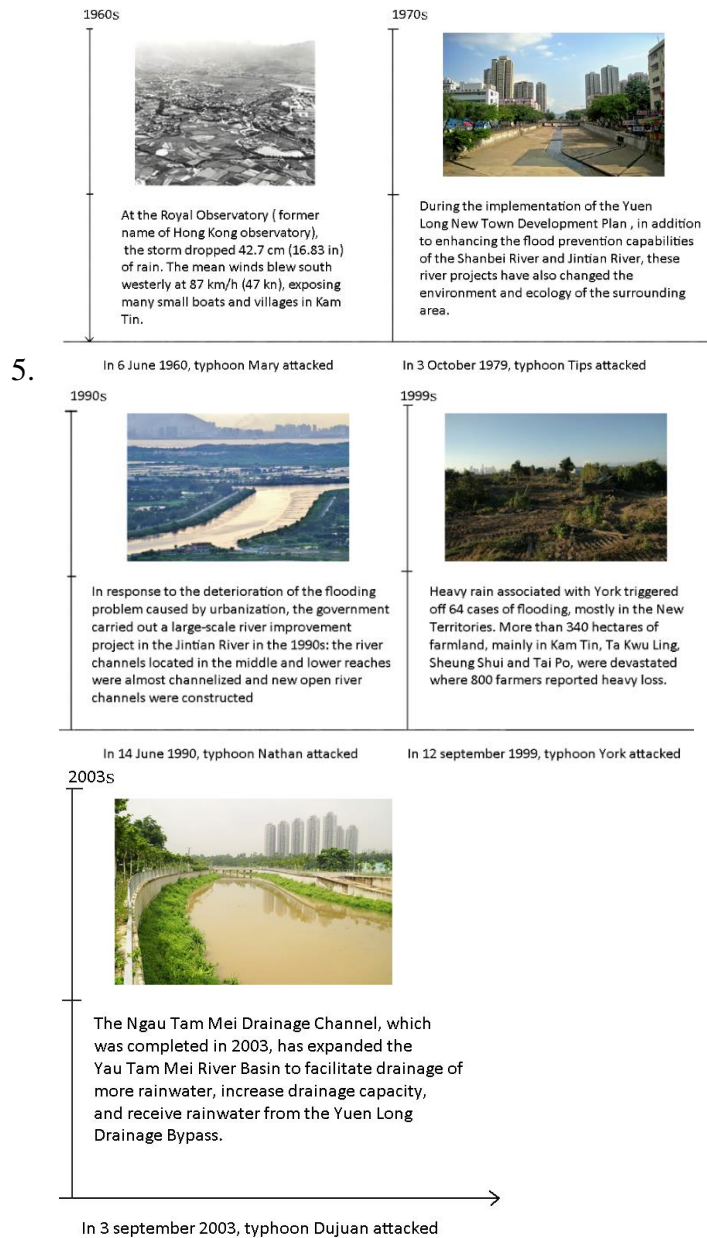 1960s
At the Royal Observatory ( former
name of Hong Kong observatory),
the storm dropped 42.7 cm (16.83 in)
of rain. The mean winds blew south
westerly at 87 km/h (47 kn), exposing
many small boats and villages in Kam
Tin.
In 6 June 1960, typhoon Mary attacked
1970s
During the implementation of the Yuen
Long New Town Development Plan , in addition
to enhancing the flood prevention capabilities
of the Shanbei River and Jintian River, these
river projects have also changed the
environment and ecology of the surrounding
area.
In 3 October 1979, typhoon Tips attacked
5.
1990s
In response to the deterioration of the flooding
problem caused by urbanization, the government
carried out a large-scale river improvement
project in the Jintian River in the 1990s: the river
channels located in the middle and lower reaches
were almost channelized and new open river
channels were constructed
In 14 June 1990, typhoon Nathan attacked
1999s
Heavy rain associated with York triggered
off 64 cases of flooding, mostly in the New
Territories. More than 340 hectares of
farmland, mainly in Kam Tin, Ta Kwu Ling,
Sheung Shui and Tai Po, were devastated
where 800 farmers reported heavy loss.
In 12 september 1999, typhoon York attacked
2003s
The Ngau Tam Mei Drainage Channel, which
was completed in 2003, has expanded the
Yau Tam Mei River Basin to facilitate drainage of
more rainwater, increase drainage capacity,
and receive rainwater from the Yuen Long
Drainage Bypass.
In 3 september 2003, typhoon Dujuan attacked